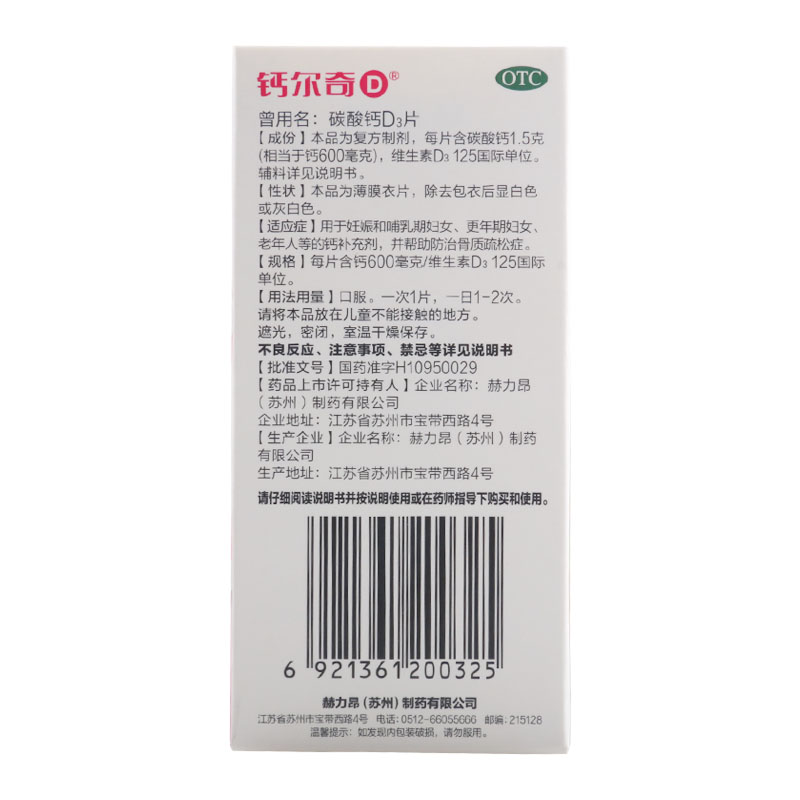 钙尔奇D®
OTC
曾用名：碳酸钙D₃片
【成份】本品为复方制剂，每片含碳酸钙1.5克
(相当于钙600毫克)，维生素D₃ 125国际单位。
辅料详见说明书。
【性状】本品为薄膜衣片，除去包衣后显白色
或灰白色。
【适应症】用于妊娠和哺乳期妇女、更年期妇女、
老年人等的钙补充剂，并帮助防治骨质疏松症。
【规格】每片含钙600毫克/维生素D₃ 125国际
单位。
【用法用量】口服。一次1片，一日1-2次。
请将本品放在儿童不能接触的地方。
遮光，密闭，室温干燥保存。
不良反应、注意事项、禁忌等详见说明书
【批准文号】国药准字H10950029
【药品上市许可持有人】企业名称：赫力昂
（苏州）制药有限公司
企业地址：江苏省苏州市宝带西路4号
【生产企业】企业名称：赫力昂（苏州）制药
有限公司
生产地址：江苏省苏州市宝带西路4号
请仔细阅读说明书并按说明使用或在药师指导下购买和使用。
6 921361 200325
赫力昂（苏州）制药有限公司
江苏省苏州市宝带西路4号 电话：0512-66055666 邮编：215128
温馨提示：如发现内包装破损，请勿服用。